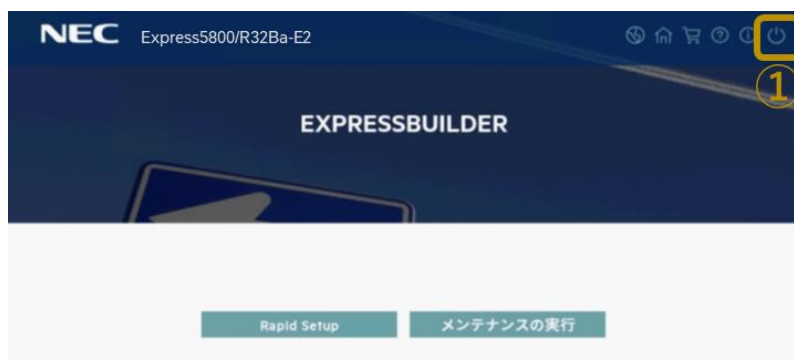 NEC Express5800/R32Ba-E2
①
EXPRESSBUILDER
Rapid Setup メンテナンスの実行